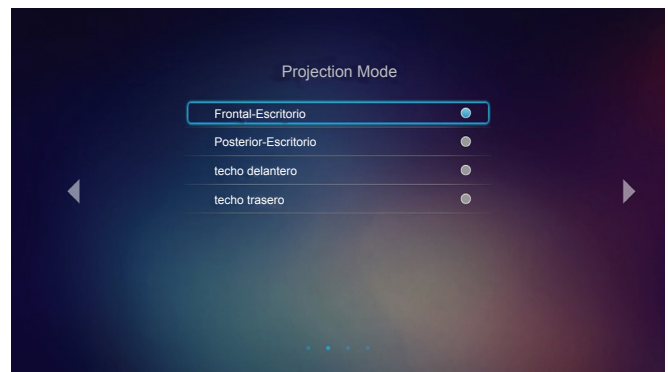 Projection Mode
Frontal-Escritorio
Posterior-Escritorio
techo delantero
techo trasero